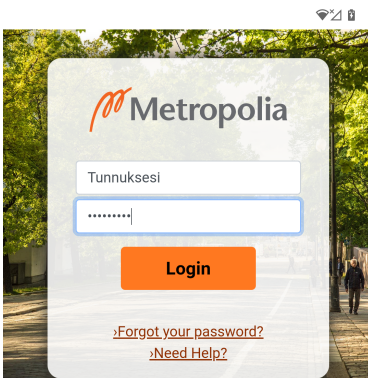 Metropolia
Tunnuksesi
•••••••••
Login
›Forgot your password?
›Need Help?